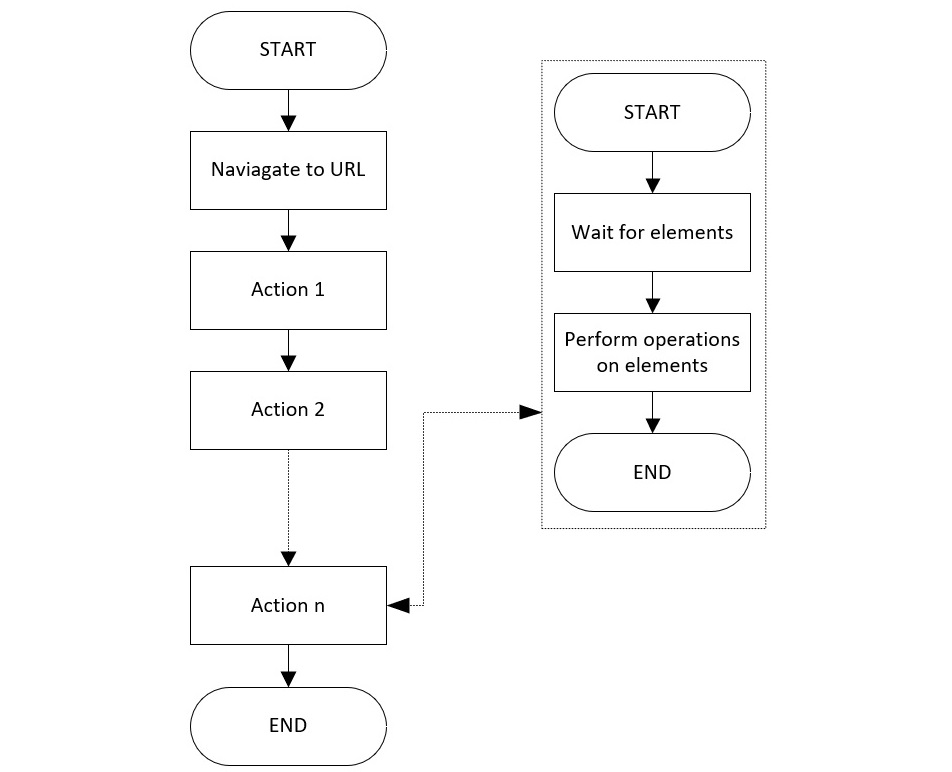 START
Naviagate to URL
Action 1
Action 2
Action n
END
START
Wait for elements
Perform operations
on elements
END